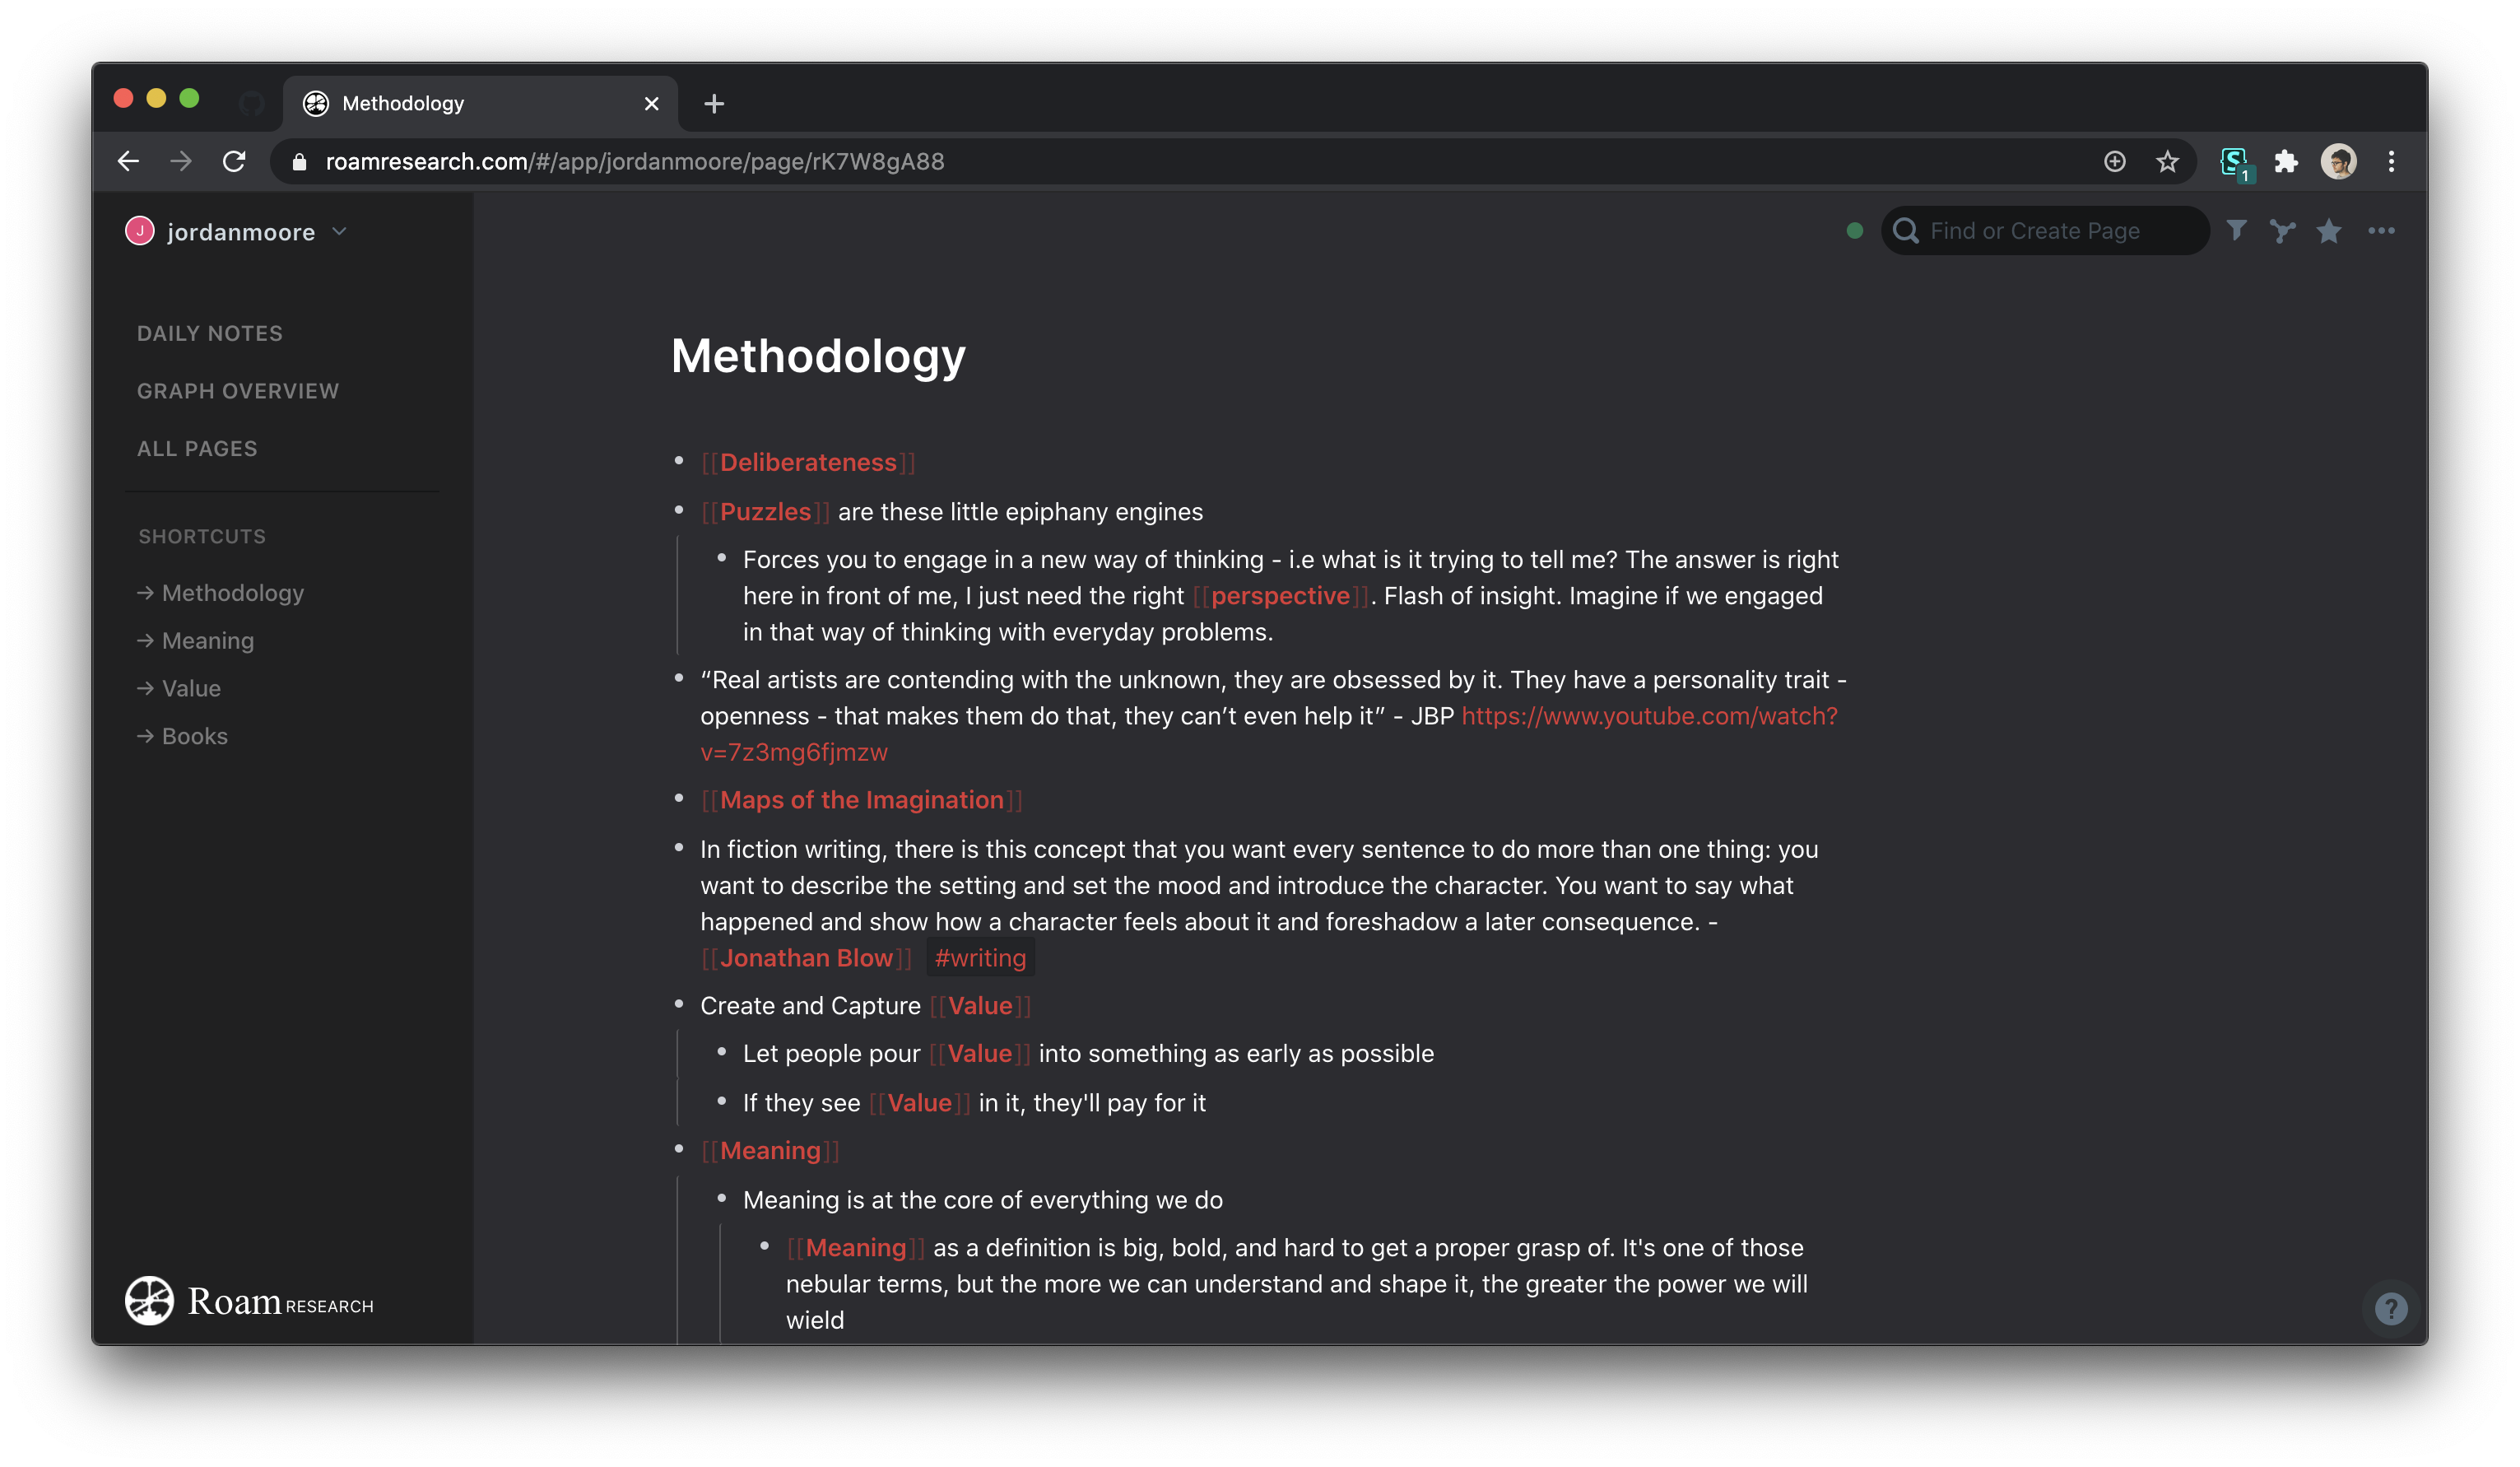 Methodology
roamresearch.com/#/app/jordanmoore/page/rK7W8gA88
1
J
jordanmoore
Find or Create Page
DAILY NOTES
GRAPH OVERVIEW
ALL PAGES
SHORTCUTS
→ Methodology
→ Meaning
→ Value
→ Books
Roam RESEARCH
Methodology
• [[Deliberateness]]
• [[Puzzles]] are these little epiphany engines
• Forces you to engage in a new way of thinking - i.e what is it trying to tell me? The answer is right
here in front of me, I just need the right [[perspective]]. Flash of insight. Imagine if we engaged
in that way of thinking with everyday problems.
• “Real artists are contending with the unknown, they are obsessed by it. They have a personality trait -
openness - that makes them do that, they can’t even help it” - JBP https://www.youtube.com/watch?
v=7z3mg6fjmzw
• [[Maps of the Imagination]]
• In fiction writing, there is this concept that you want every sentence to do more than one thing: you
want to describe the setting and set the mood and introduce the character. You want to say what
happened and show how a character feels about it and foreshadow a later consequence. -
[[Jonathan Blow]] #writing
• Create and Capture [[Value]]
• Let people pour [[Value]] into something as early as possible
• If they see [[Value]] in it, they'll pay for it
• [[Meaning]]
• Meaning is at the core of everything we do
• [[Meaning]] as a definition is big, bold, and hard to get a proper grasp of. It's one of those
nebular terms, but the more we can understand and shape it, the greater the power we will
wield
?